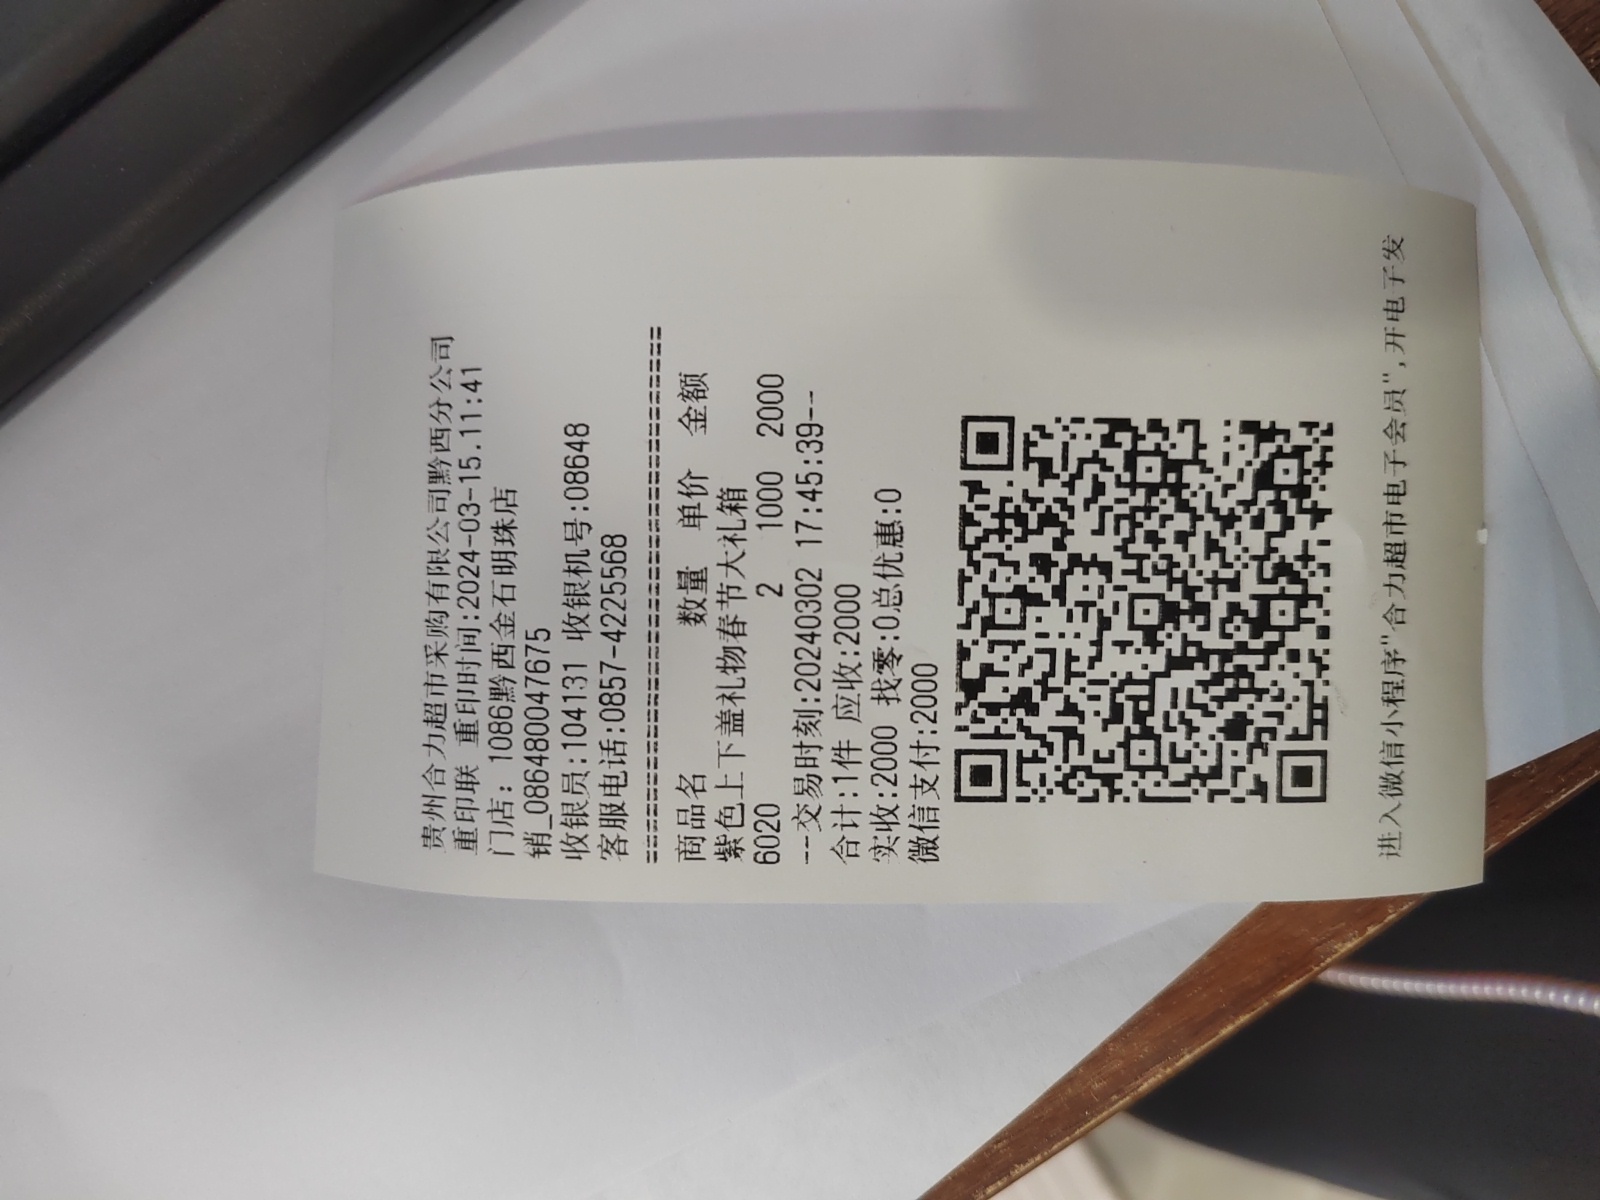 贵州合力超市采购有限公司黔西分公司
重印联 重印时间:2024-03-15.11:41
门店: 1086黔西金石明珠店
销_086480047675
收银员:104131 收银机号:08648
客服电话:0857-4225568
================================
商品名 数量 单价 金额
紫色上下盖礼物春节大礼箱
6020 2 1000 2000
--交易时刻:20240302 17:45:39--
合计:1件 应收:2000
实收:2000 找零:0总优惠:0
微信支付:2000
进入微信小程序"合力超市电子会员",开电子发